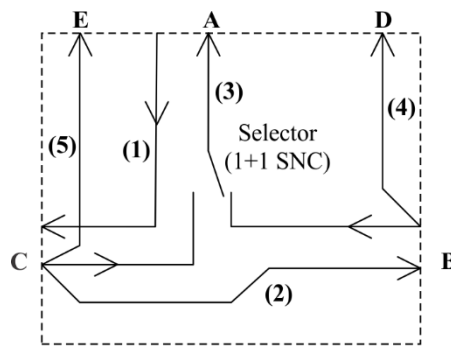 E A D
(3)
(4)
(5) (1) Selector
(1+1 SNC)
C B
(2)